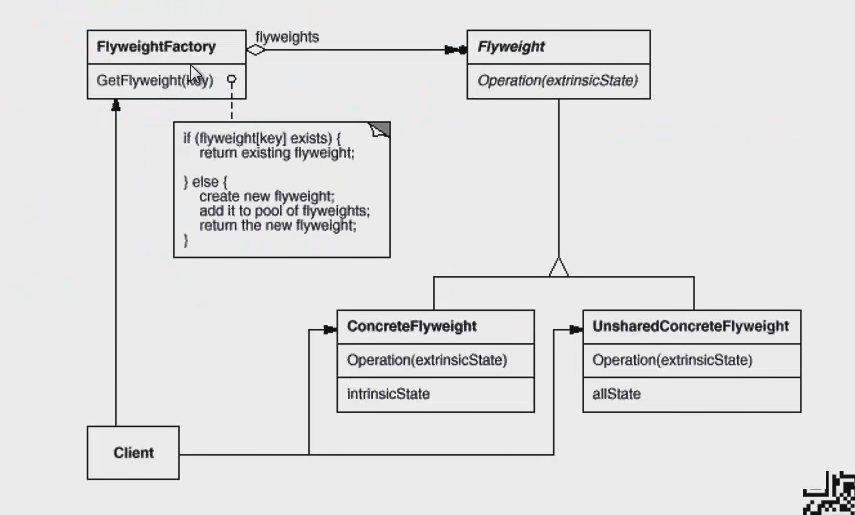 FlyweightFactory
flyweights
Flyweight
GetFlyweight(key)
Operation(extrinsicState)
if (flyweight[key] exists) {
return existing flyweight;
} else {
create new flyweight;
add it to pool of flyweights;
return the new flyweight;
}
ConcreteFlyweight
Operation(extrinsicState)
intrinsicState
UnsharedConcreteFlyweight
Operation(extrinsicState)
allState
Client